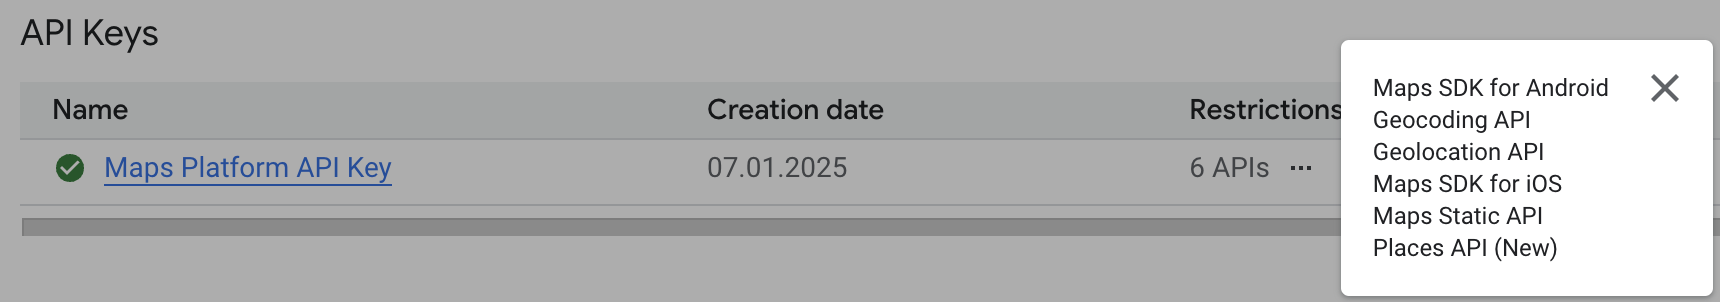 API Keys
Name Creation date Restrictions
Maps Platform API Key 07.01.2025 6 APIs ...
Maps SDK for Android
Geocoding API
Geolocation API
Maps SDK for iOS
Maps Static API
Places API (New)